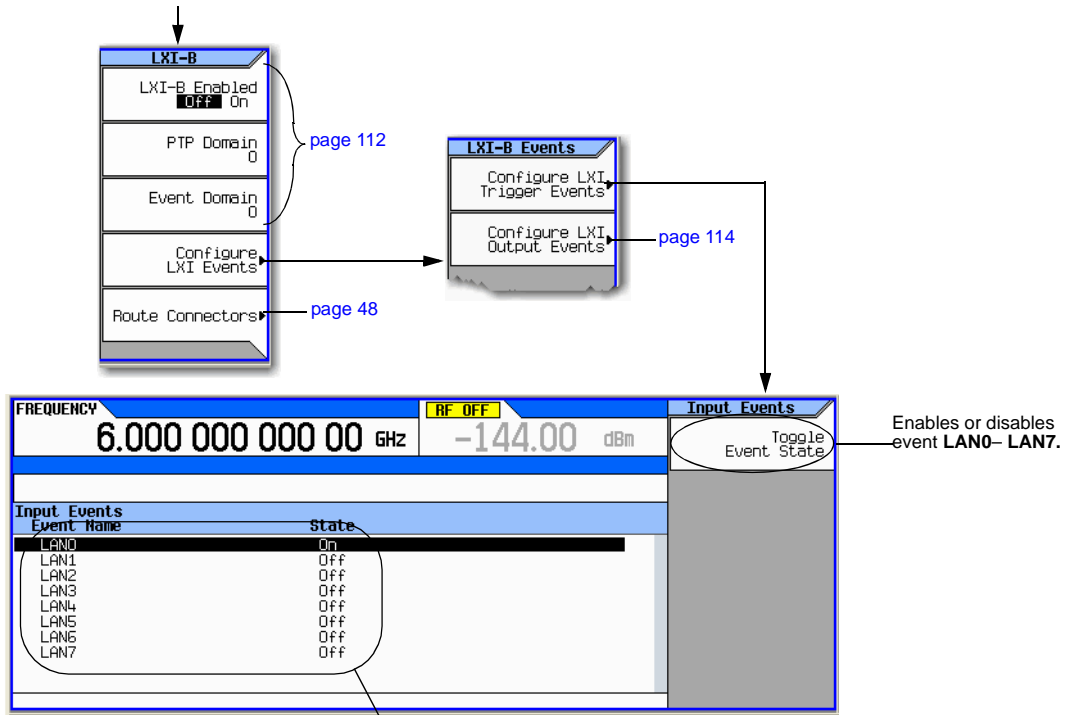 LXI-B
LXI-B Enabled
Off On
PTP Domain
0
Event Domain
0
Configure
LXI Events
Route Connectors
page 112
page 48
LXI-B Events
Configure LXI
Trigger Events
Configure LXI
Output Events
page 114
FREQUENCY
6.000 000 000 00 GHz
RF OFF
-144.00 dBm
Input Events
Toggle
Event State
Enables or disables
event LAN0– LAN7.
Input Events
Event Name State
LAN0 On
LAN1 Off
LAN2 Off
LAN3 Off
LAN4 Off
LAN5 Off
LAN6 Off
LAN7 Off